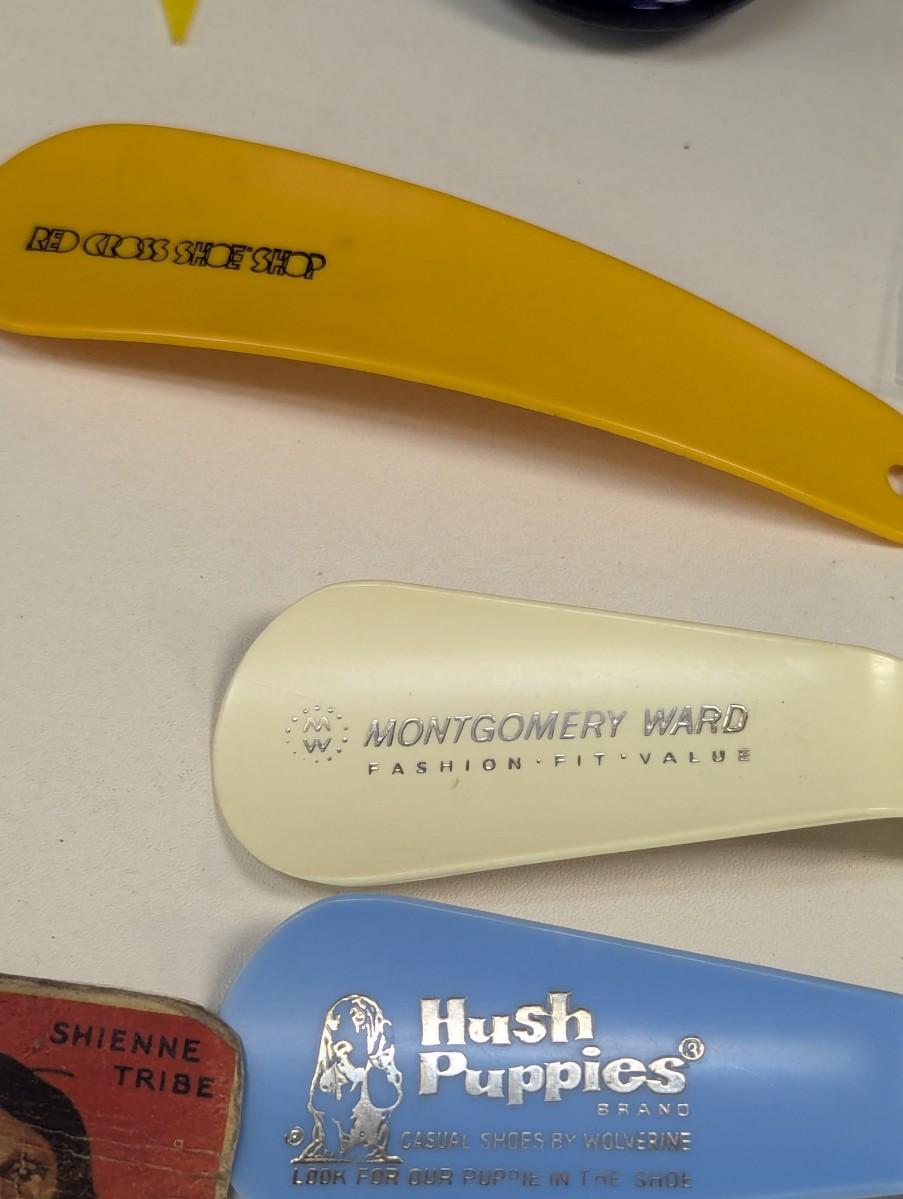 RED CROSS SHOE SHOP
MW
MONTGOMERY WARD
FASHION · FIT · VALUE
Hush
Puppies®
BRAND
® CASUAL SHOES BY WOLVERINE
LOOK FOR OUR PUPPIE IN THE SHOE
SHIENNE
TRIBE